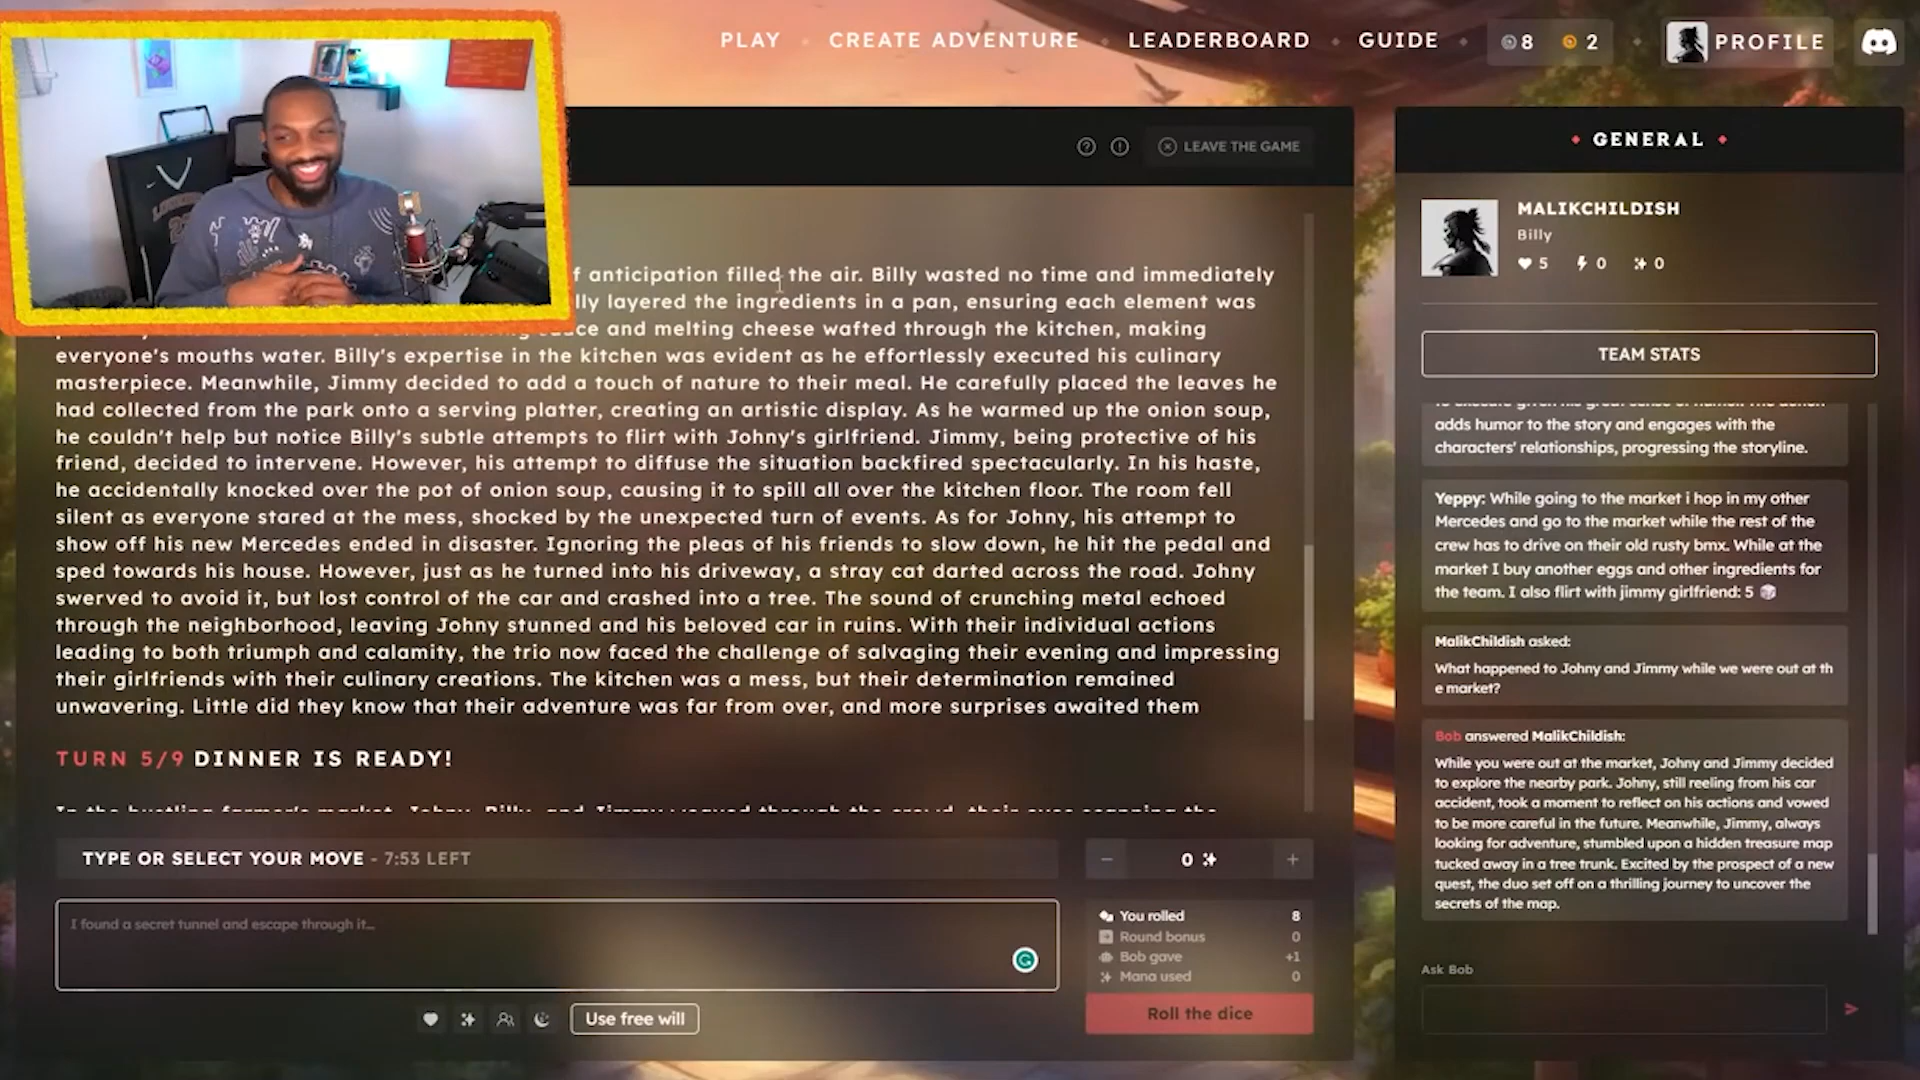 PLAY
CREATE ADVENTURE
LEADERBOARD
GUIDE
8
2
PROFILE
LEAVE THE GAME
f anticipation filled the air. Billy wasted no time and immediately
lly layered the ingredients in a pan, ensuring each element was
sauce and melting cheese wafted through the kitchen, making
everyone's mouths water. Billy's expertise in the kitchen was evident as he effortlessly executed his culinary
masterpiece. Meanwhile, Jimmy decided to add a touch of nature to their meal. He carefully placed the leaves he
had collected from the park onto a serving platter, creating an artistic display. As he warmed up the onion soup,
he couldn't help but notice Billy's subtle attempts to flirt with Johny's girlfriend. Jimmy, being protective of his
friend, decided to intervene. However, his attempt to diffuse the situation backfired spectacularly. In his haste,
he accidentally knocked over the pot of onion soup, causing it to spill all over the kitchen floor. The room fell
silent as everyone stared at the mess, shocked by the unexpected turn of events. As for Johny, his attempt to
show off his new Mercedes ended in disaster. Ignoring the pleas of his friends to slow down, he hit the pedal and
sped towards his house. However, just as he turned into his driveway, a stray cat darted across the road. Johny
swerved to avoid it, but lost control of the car and crashed into a tree. The sound of crunching metal echoed
through the neighborhood, leaving Johny stunned and his beloved car in ruins. With their individual actions
leading to both triumph and calamity, the trio now faced the challenge of salvaging their evening and impressing
their girlfriends with their culinary creations. The kitchen was a mess, but their determination remained
unwavering. Little did they know that their adventure was far from over, and more surprises awaited them
TURN 5/9 DINNER IS READY!
In the bustling farmer's market, Johny, Billy, and Jimmy weaved through the crowd, their eyes scanning the
TYPE OR SELECT YOUR MOVE - 7:53 LEFT
I found a secret tunnel and escape through it...
Use free will
− 0 +
You rolled 8
Round bonus 0
Bob gave +1
Mana used 0
Roll the dice
GENERAL
MALIKCHILDISH
Billy
5 0 0
TEAM STATS
adds humor to the story and engages with the
characters' relationships, progressing the storyline.
Yeppy: While going to the market i hop in my other
Mercedes and go to the market while the rest of the
crew has to drive on their old rusty bmx. While at the
market I buy another eggs and other ingredients for
the team. I also flirt with jimmy girlfriend: 5
MalikChildish asked:
What happened to Johny and Jimmy while we were out at th
e market?
Bob answered MalikChildish:
While you were out at the market, Johny and Jimmy decided
to explore the nearby park. Johny, still reeling from his car
accident, took a moment to reflect on his actions and vowed
to be more careful in the future. Meanwhile, Jimmy, always
looking for adventure, stumbled upon a hidden treasure map
tucked away in a tree trunk. Excited by the prospect of a new
quest, the duo set off on a thrilling journey to uncover the
secrets of the map.
Ask Bob